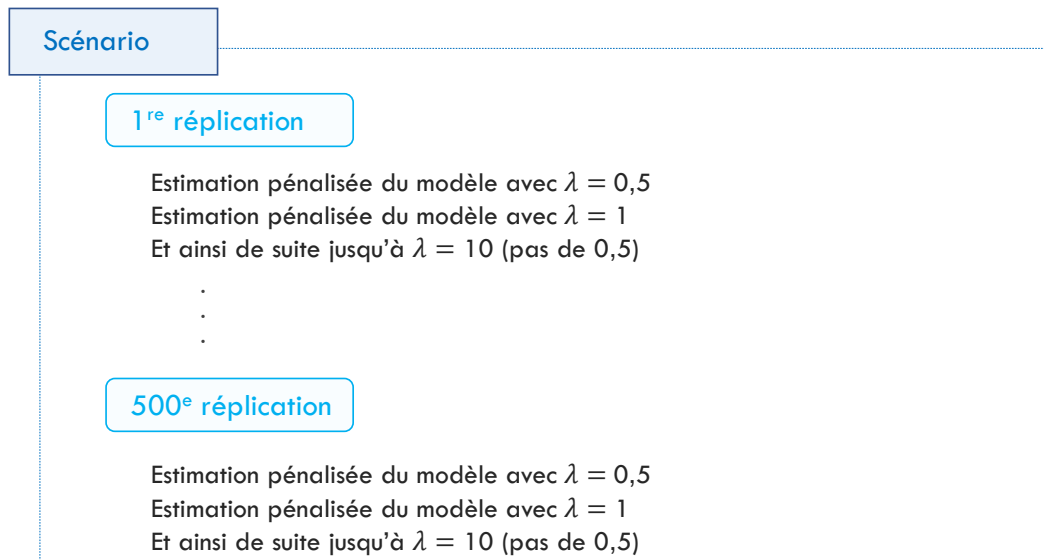 Scénario
1re réplication
Estimation pénalisée du modèle avec λ = 0,5
Estimation pénalisée du modèle avec λ = 1
Et ainsi de suite jusqu'à λ = 10 (pas de 0,5)
.
.
.
500e réplication
Estimation pénalisée du modèle avec λ = 0,5
Estimation pénalisée du modèle avec λ = 1
Et ainsi de suite jusqu'à λ = 10 (pas de 0,5)